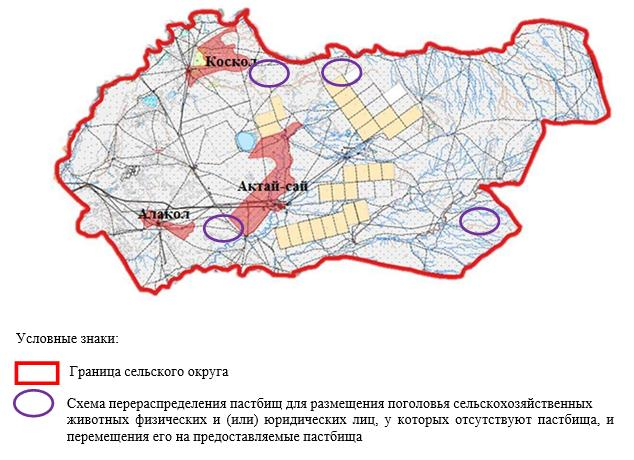 Коскол
Актай-сай
Алакол
Условные знаки:
Граница сельского округа
Схема перераспределения пастбищ для размещения поголовья сельскохозяйственных
животных физических и (или) юридических лиц, у которых отсутствуют пастбища, и
перемещения его на предоставляемые пастбища